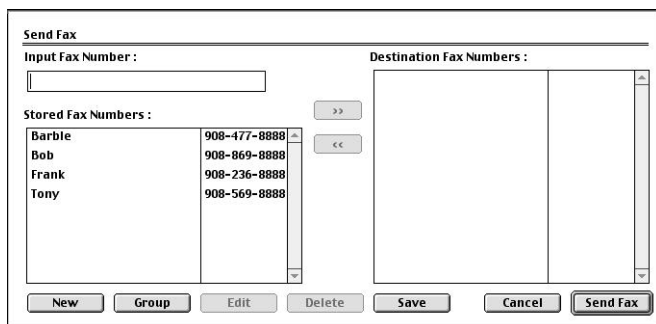 Send Fax
Input Fax Number :
Destination Fax Numbers :
>>
Stored Fax Numbers :
<<
Barble 908-477-8888
Bob 908-869-8888
Frank 908-236-8888
Tony 908-569-8888
New Group Edit Delete Save Cancel Send Fax